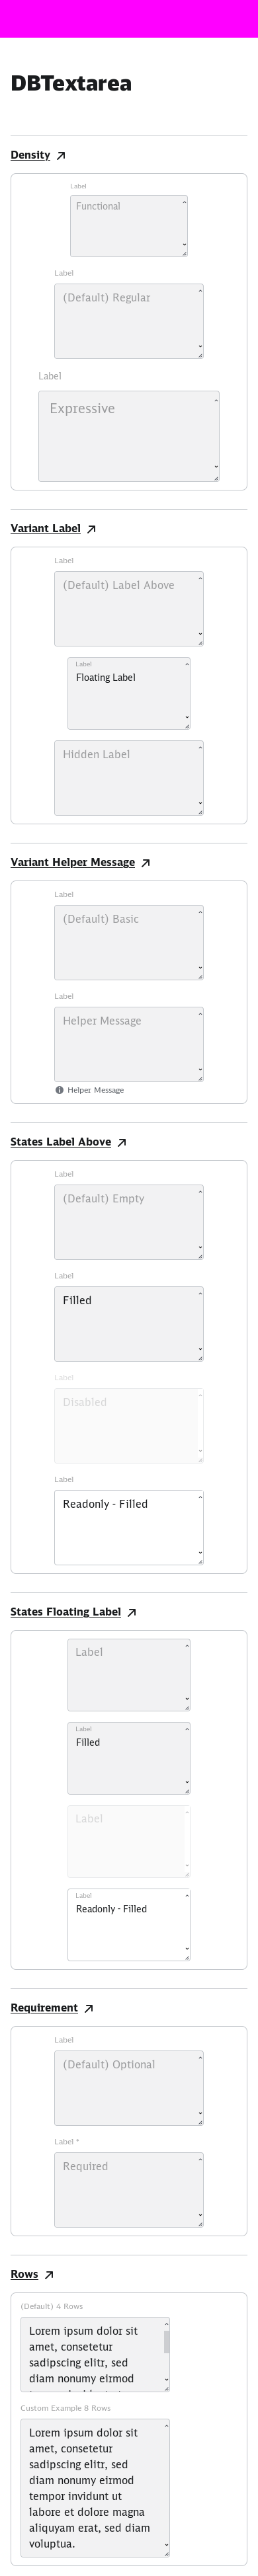 DBTextarea
Density
Label
Functional
Label
(Default) Regular
Label
Expressive
Variant Label
Label
(Default) Label Above
Label
Floating Label
Hidden Label
Variant Helper Message
Label
(Default) Basic
Label
Helper Message
Helper Message
States Label Above
Label
(Default) Empty
Label
Filled
Label
Disabled
Label
Readonly - Filled
States Floating Label
Label
Label
Filled
Label
Label
Readonly - Filled
Requirement
Label
(Default) Optional
Label *
Required
Rows
(Default) 4 Rows
Lorem ipsum dolor sit
amet, consetetur
sadipscing elitr, sed
diam nonumy eirmod
Custom Example 8 Rows
Lorem ipsum dolor sit
amet, consetetur
sadipscing elitr, sed
diam nonumy eirmod
tempor invidunt ut
labore et dolore magna
aliquyam erat, sed diam
voluptua.